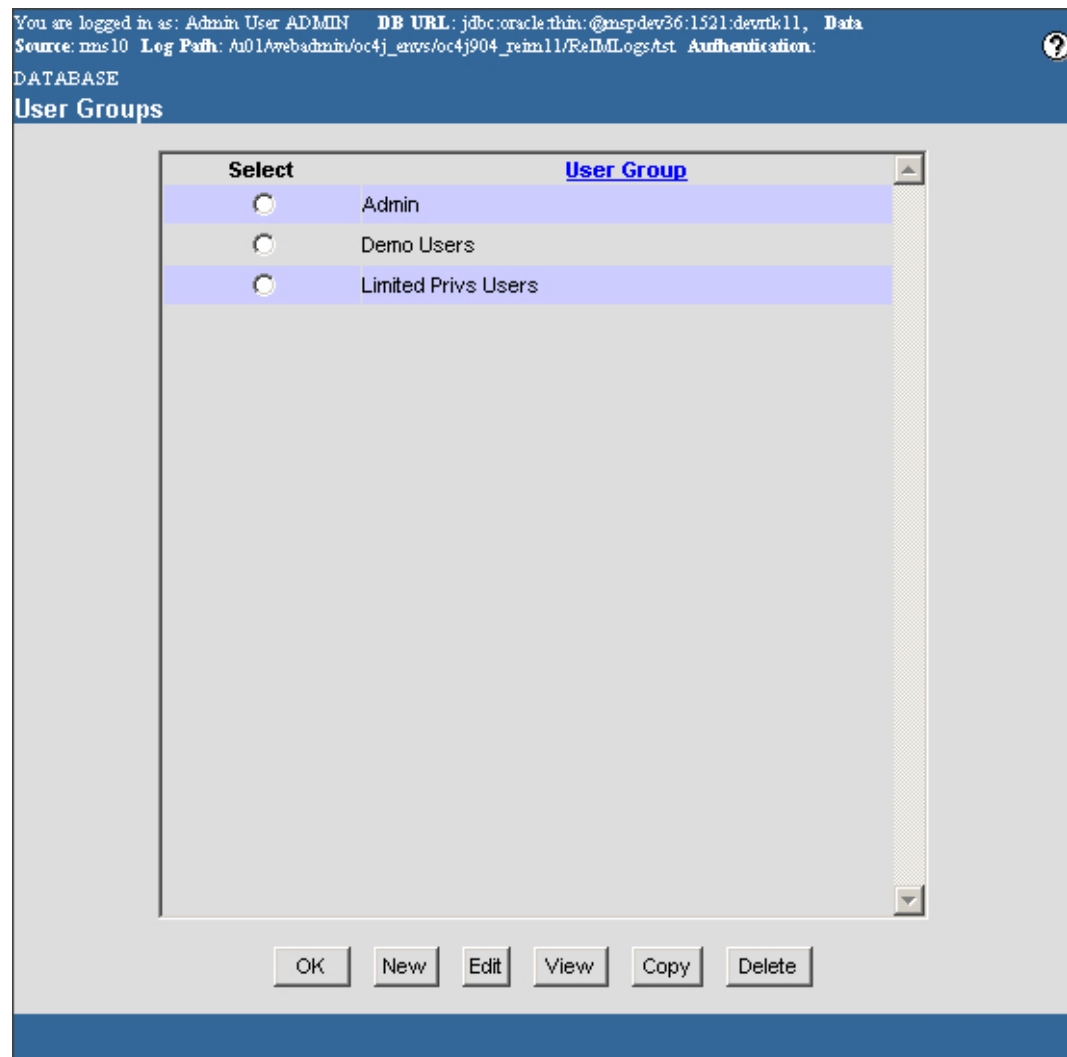 You are logged in as: Admin User ADMIN DB URL: jdbc:oracle:thin:@mspdev36:1521:devrtk11, Data
Source: rms10 Log Path: /u01/webadmin/oc4j_envs/oc4j904_reim11/ReIMLogs/tst Authentication:
DATABASE
User Groups
Select User Group
Admin
Demo Users
Limited Privs Users
OK New Edit View Copy Delete